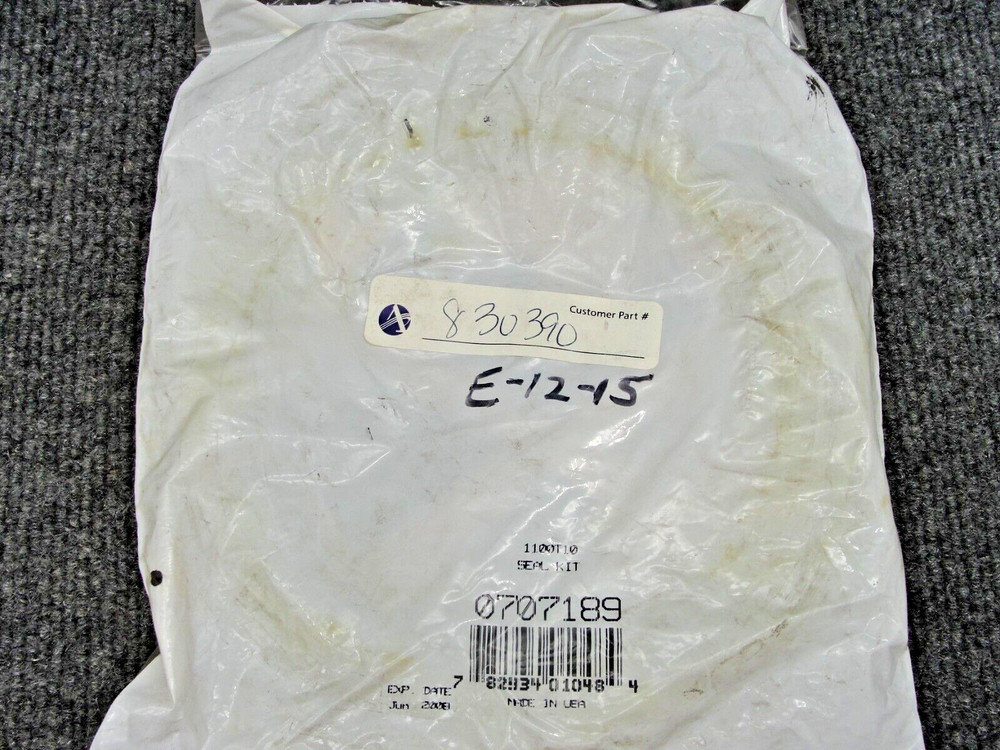 Customer Part #
830390
E-12-15
1100T10
SEAL KIT
0707189
7 82934 01048 4
EXP. DATE
Jun 2008
MADE IN USA